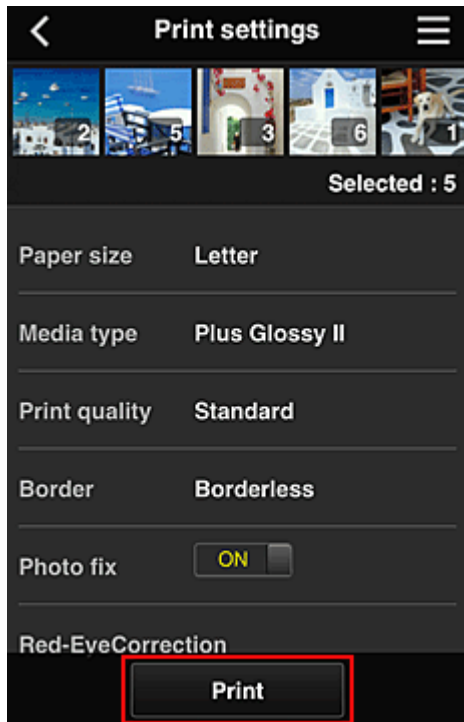 Print settings
2 5 3 6 1
Selected : 5
Paper size Letter
Media type Plus Glossy II
Print quality Standard
Border Borderless
Photo fix ON
Red-EyeCorrection
Print